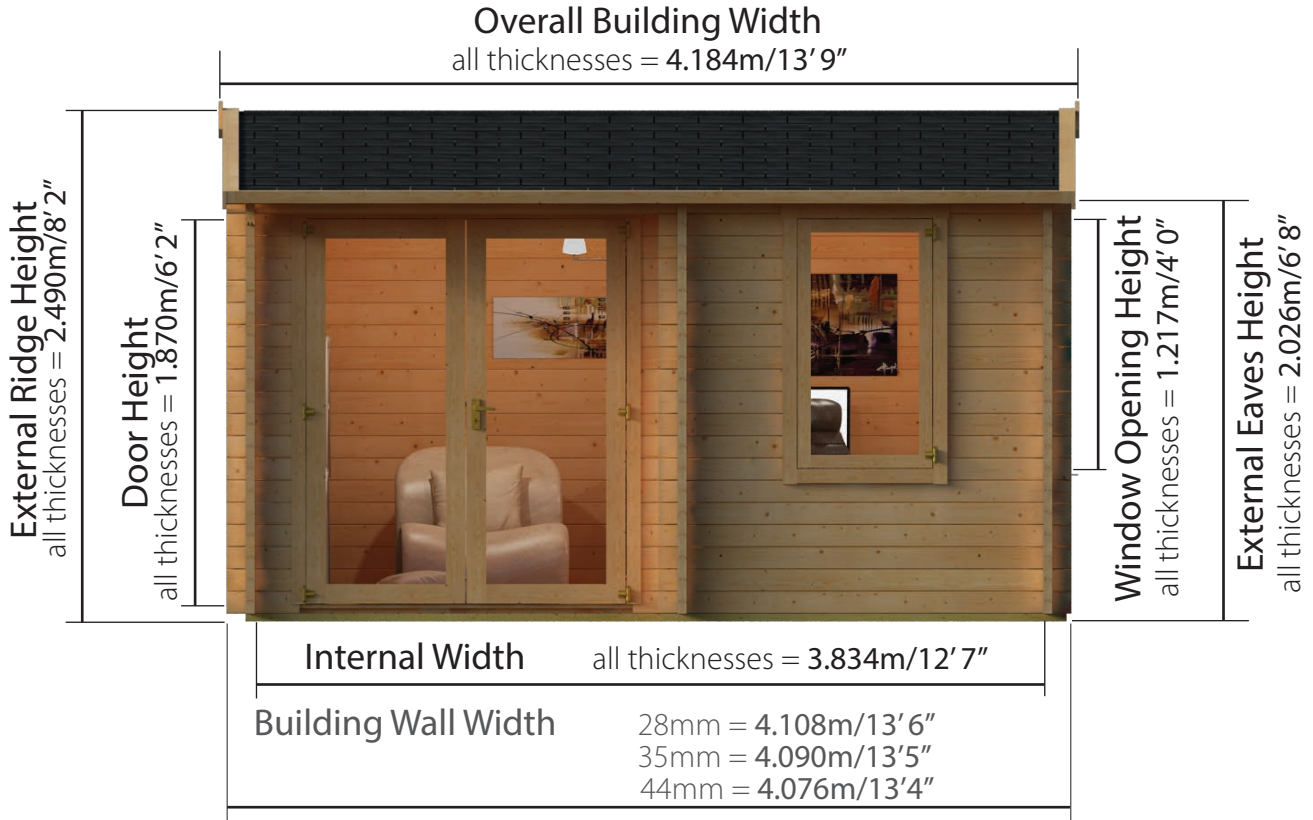 Overall Building Width
all thicknesses = 4.184m/13’ 9”
External Ridge Height
all thicknesses = 2.490m/8’ 2”
Door Height
all thicknesses = 1.870m/6’ 2”
Window Opening Height
all thicknesses = 1.217m/4’ 0”
External Eaves Height
all thicknesses = 2.026m/6’ 8”
Internal Width all thicknesses = 3.834m/12’ 7”
Building Wall Width 28mm = 4.108m/13’ 6”
35mm = 4.090m/13’5”
44mm = 4.076m/13’4”